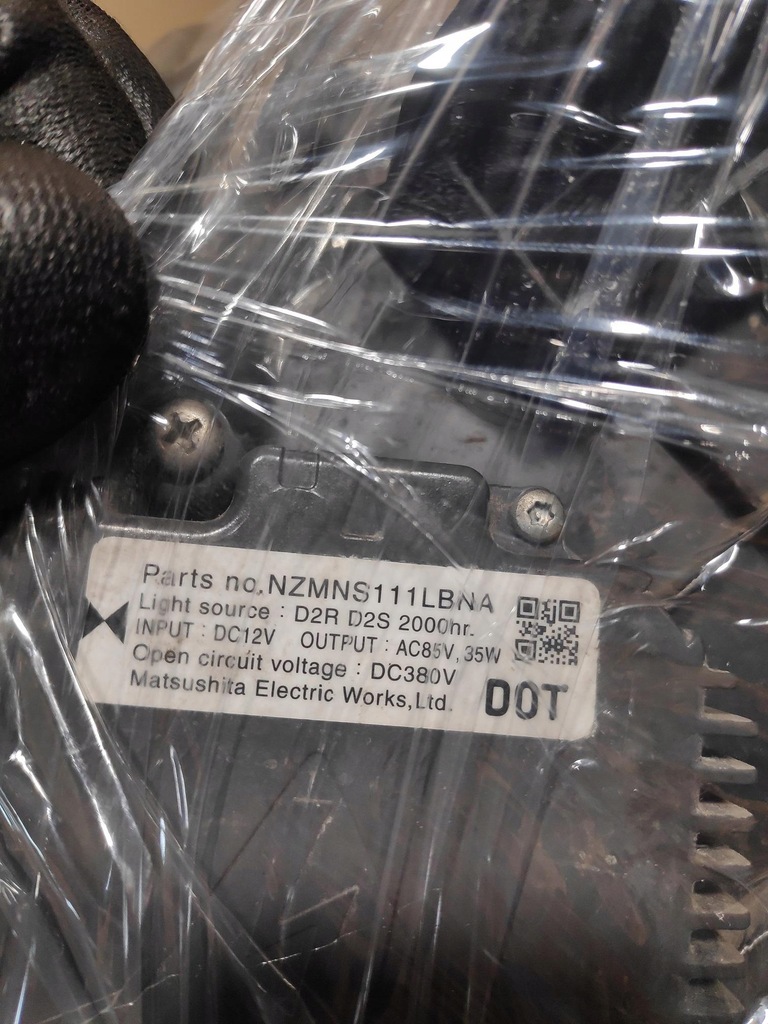 Parts no.NZMNS111LBNA
Light source : D2R D2S 2000hr.
INPUT : DC12V OUTPUT : AC85V, 35W
Open circuit voltage : DC380V
Matsushita Electric Works,Ltd.
DOT